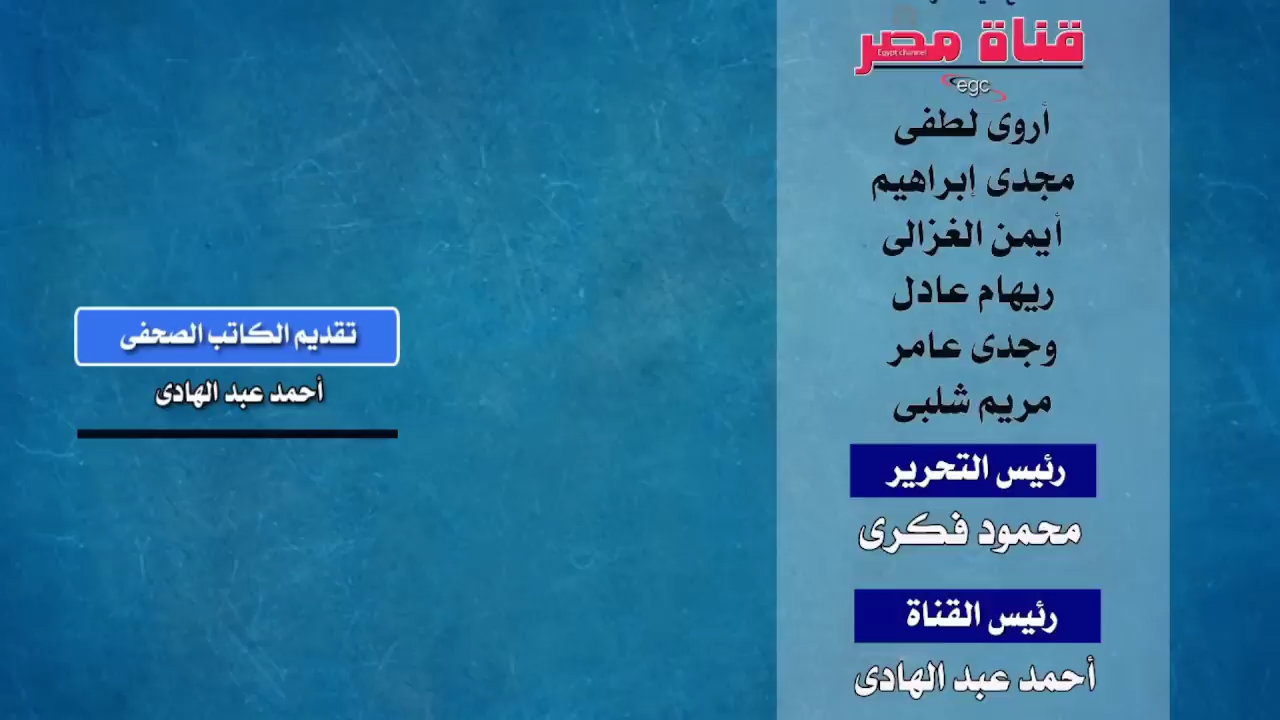 قناة مصر
Egypt channel
egc
أروى لطفى
مجدى إبراهيم
أيمن الغزالى
ريهام عادل
وجدى عامر
مريم شلبى
رئيس التحرير
محمود فكرى
رئيس القناة
أحمد عبد الهادى
تقديم الكاتب الصحفى
أحمد عبد الهادى